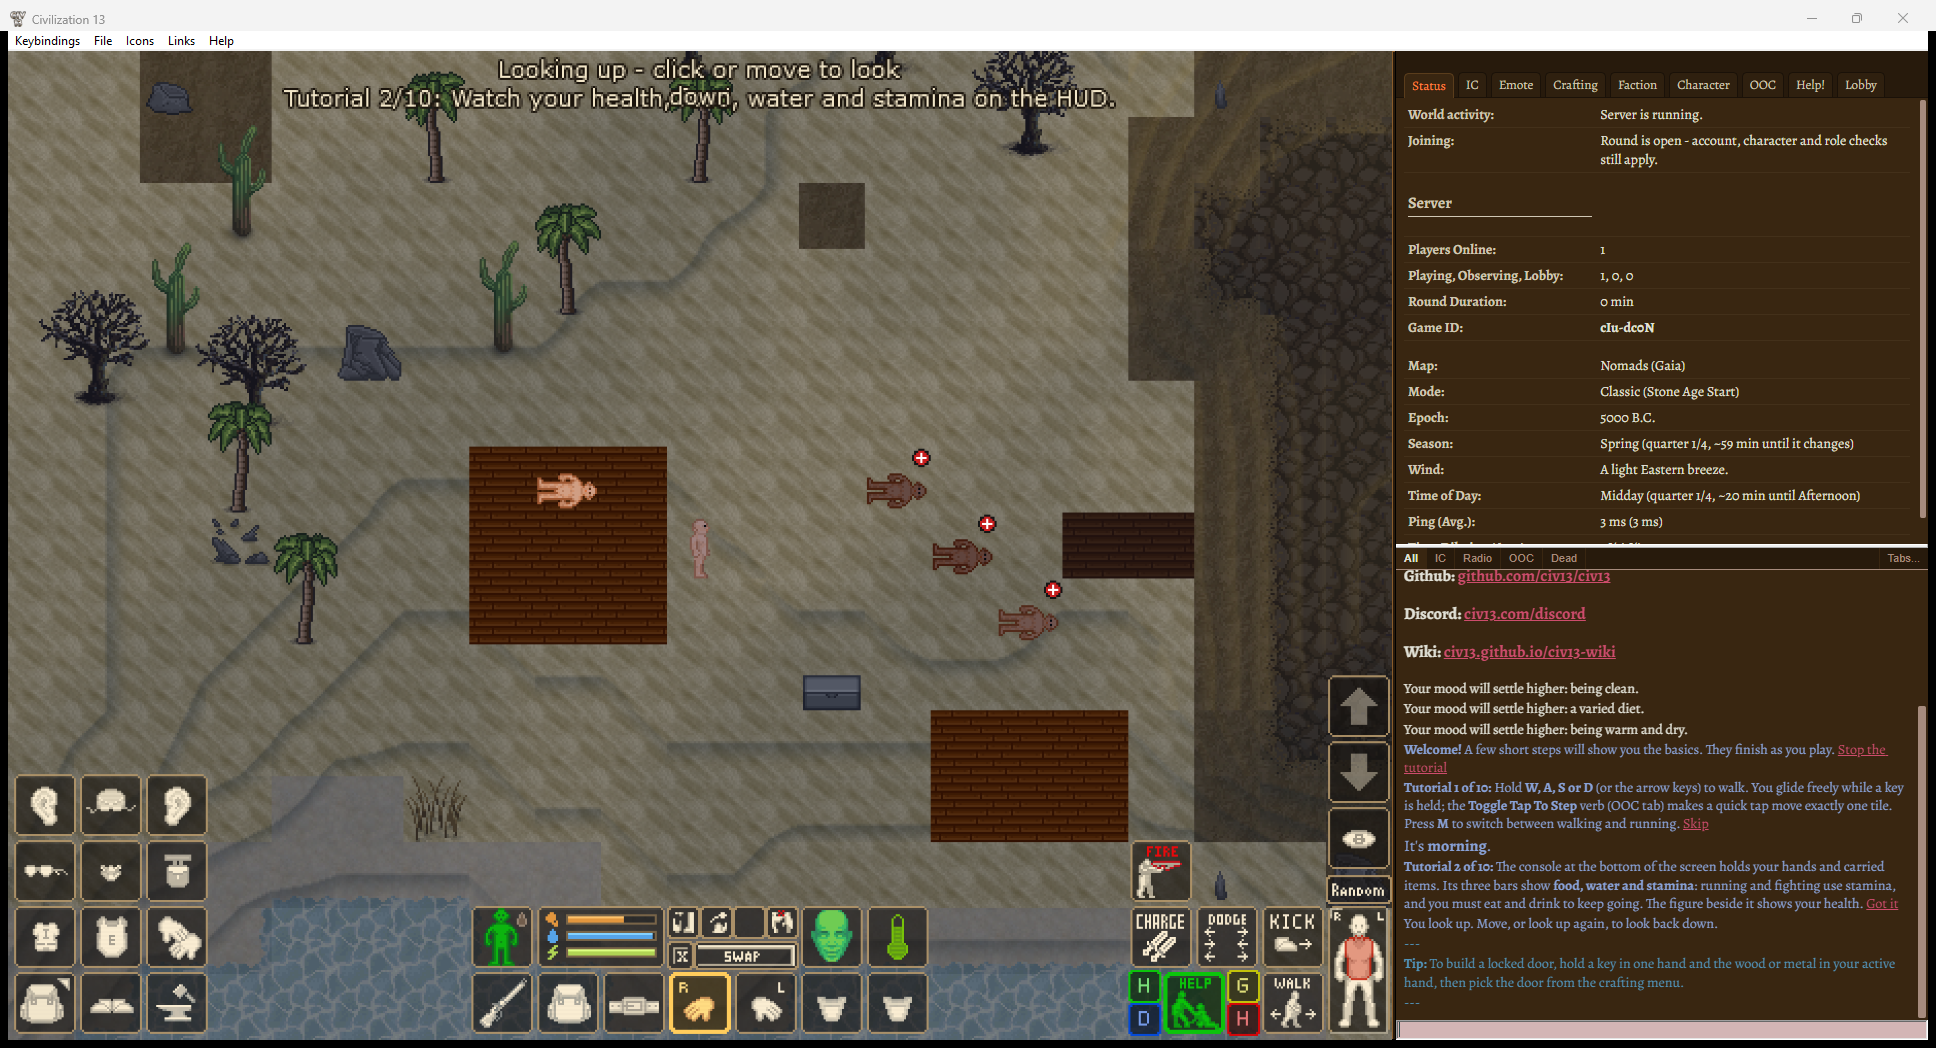 Civilization 13
Keybindings File Icons Links Help
Looking up - click or move to look down.
Tutorial 2/10: Watch your health, food, water and stamina on the HUD.
FIRE
Random
CHARGE
DODGE
KICK
R L
X SWAP
R
L
E
H
HELP
G
D
H
WALK
Status IC Emote Crafting Faction Character OOC Help! Lobby
World activity: Server is running.
Joining: Round is open - account, character and role checks
still apply.
Server
Players Online: 1
Playing, Observing, Lobby: 1, 0, 0
Round Duration: 0 min
Game ID: cIu-dc0N
Map: Nomads (Gaia)
Mode: Classic (Stone Age Start)
Epoch: 5000 B.C.
Season: Spring (quarter 1/4, ~59 min until it changes)
Wind: A light Eastern breeze.
Time of Day: Midday (quarter 1/4, ~20 min until Afternoon)
Ping (Avg.): 3 ms (3 ms)
All IC Radio OOC Dead Tabs...
Github: github.com/civ13/civ13
Discord: civ13.com/discord
Wiki: civ13.github.io/civ13-wiki
Your mood will settle higher: being clean.
Your mood will settle higher: a varied diet.
Your mood will settle higher: being warm and dry.
Welcome! A few short steps will show you the basics. They finish as you play. Stop the
tutorial
Tutorial 1 of 10: Hold W, A, S or D (or the arrow keys) to walk. You glide freely while a key
is held; the Toggle Tap To Step verb (OOC tab) makes a quick tap move exactly one tile.
Press M to switch between walking and running. Skip
It's morning.
Tutorial 2 of 10: The console at the bottom of the screen holds your hands and carried
items. Its three bars show food, water and stamina: running and fighting use stamina,
and you must eat and drink to keep going. The figure beside it shows your health. Got it
You look up. Move, or look up again, to look back down.
---
Tip: To build a locked door, hold a key in one hand and the wood or metal in your active
hand, then pick the door from the crafting menu.
---